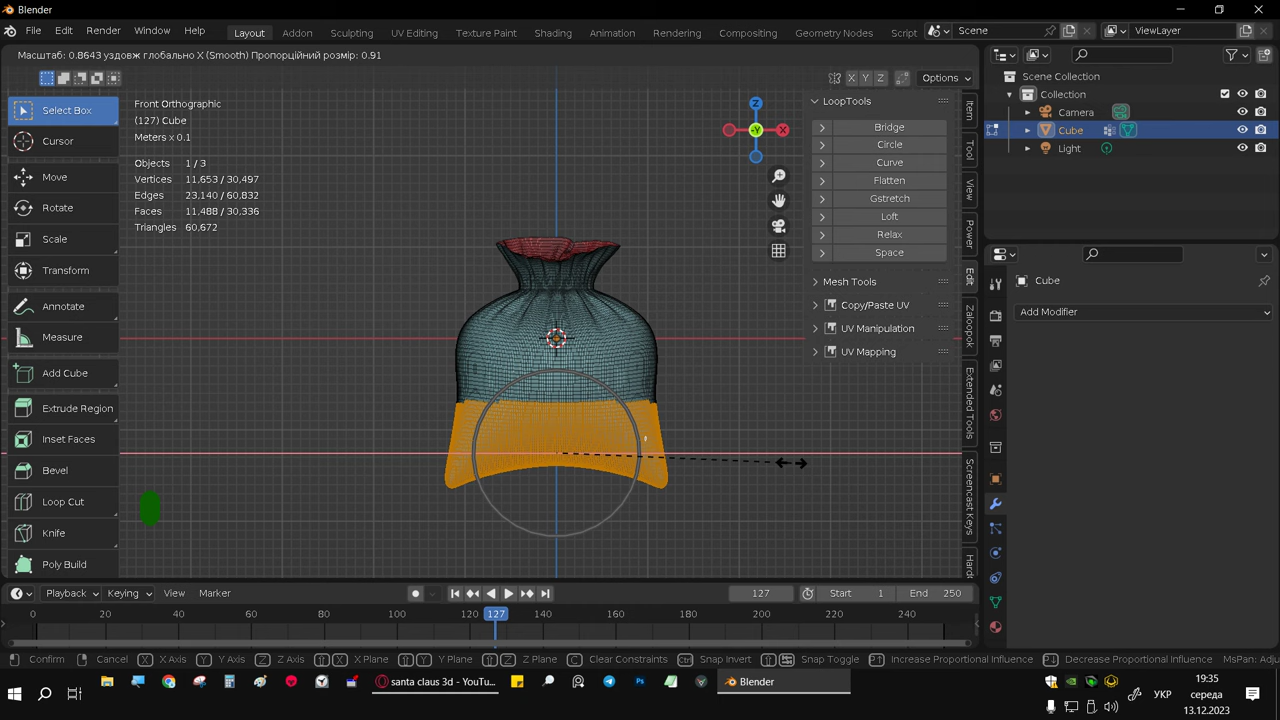 Blender
File Edit Render Window Help Layout Addon Sculpting UV Editing Texture Paint Shading Animation Rendering Compositing Geometry Nodes Script Scene ViewLayer
Масштаб: 0.8643 уздовж глобально X (Smooth) Пропорційний розмір: 0.91
X Y Z Options
Select Box
Cursor
Move
Rotate
Scale
Transform
Annotate
Measure
Add Cube
Extrude Region
Inset Faces
Bevel
Loop Cut
Knife
Poly Build
Front Orthographic
(127) Cube
Meters x 0.1
Objects 1 / 3
Vertices 11,653 / 30,497
Edges 23,140 / 60,832
Faces 11,488 / 30,336
Triangles 60,672
Z
-Y X
LoopTools
Bridge
Circle
Curve
Flatten
Gstretch
Loft
Relax
Space
Mesh Tools
Copy/Paste UV
UV Manipulation
UV Mapping
Item
Tool
View
Power
Edit
Zaloopok
Extended Tools
Screencast Keys
Hard
Scene Collection
Collection
Camera
Cube
Light
Cube
Add Modifier
Playback Keying View Marker 127 Start 1 End 250
0 20 40 60 80 100 120 127 140 160 180 200 220 240
Confirm Cancel X X Axis Y Y Axis Z Z Axis X X Plane Y Y Plane Z Z Plane C Clear Constraints Ctrl Snap Invert Snap Toggle Increase Proportional Influence Decrease Proportional Influence MsPan: Adju
santa claus 3d - YouTu... Blender УКР 19:35
середа
13.12.2023